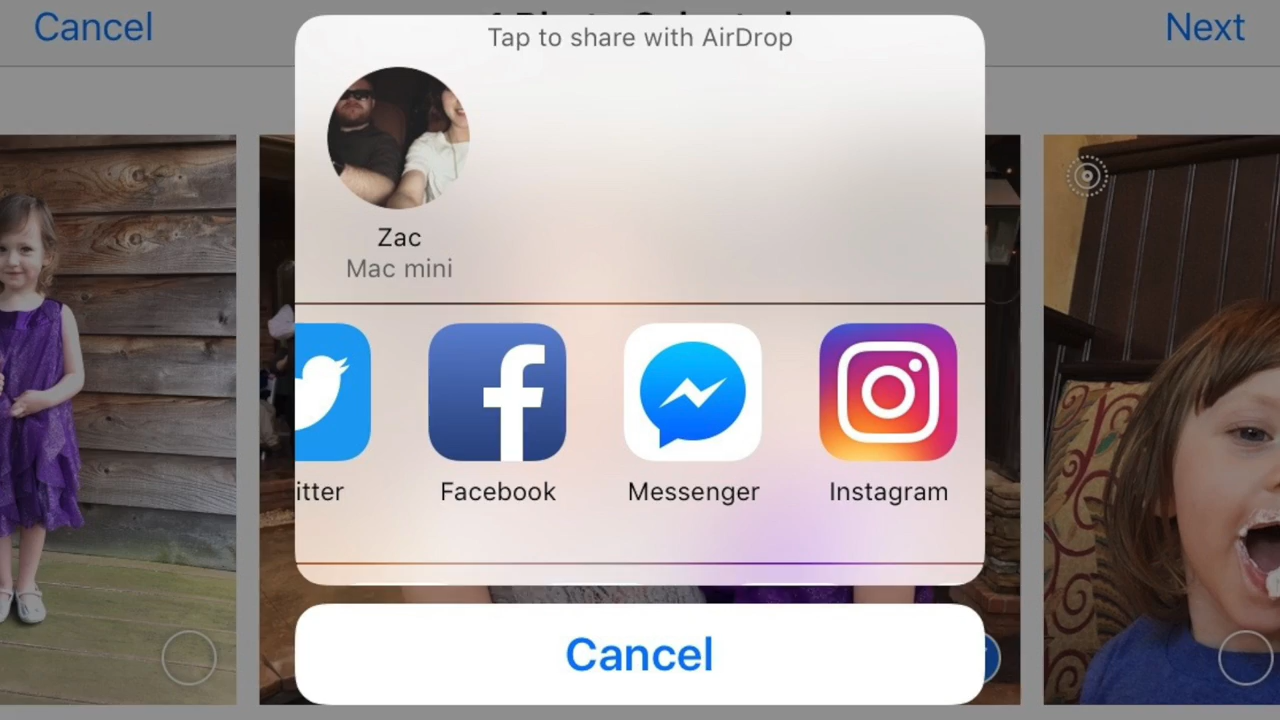 Cancel
Next
Tap to share with AirDrop
Zac
Mac mini
itter
Facebook
Messenger
Instagram
Cancel